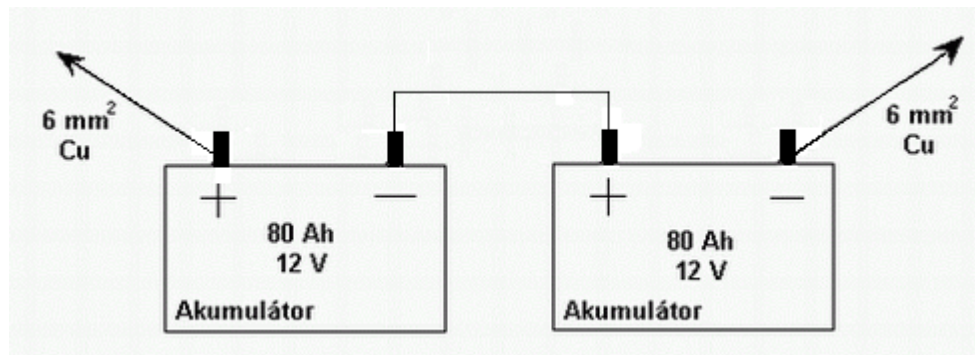 6 mm²
Cu
6 mm²
Cu
+
—
80 Ah
12 V
Akumulátor
+
—
80 Ah
12 V
Akumulátor